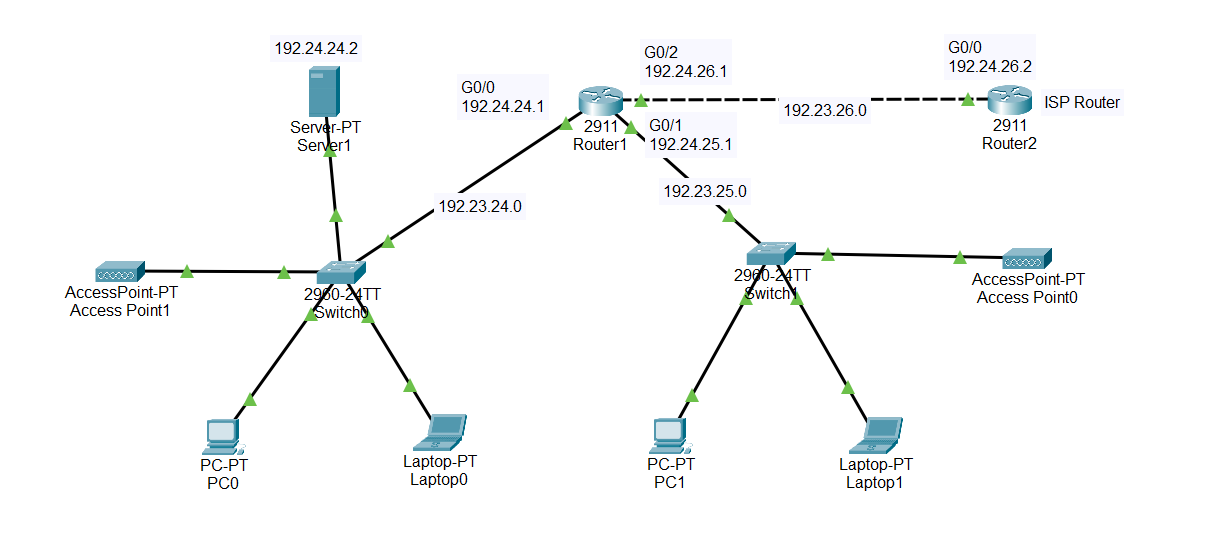 192.24.24.2
Server-PT
Server1
G0/0
192.24.24.1
G0/2
192.24.26.1
2911
Router1
G0/1
192.24.25.1
192.23.26.0
G0/0
192.24.26.2
ISP Router
2911
Router2
192.23.24.0
192.23.25.0
AccessPoint-PT
Access Point1
2960-24TT
Switch0
2960-24TT
Switch1
AccessPoint-PT
Access Point0
PC-PT
PC0
Laptop-PT
Laptop0
PC-PT
PC1
Laptop-PT
Laptop1